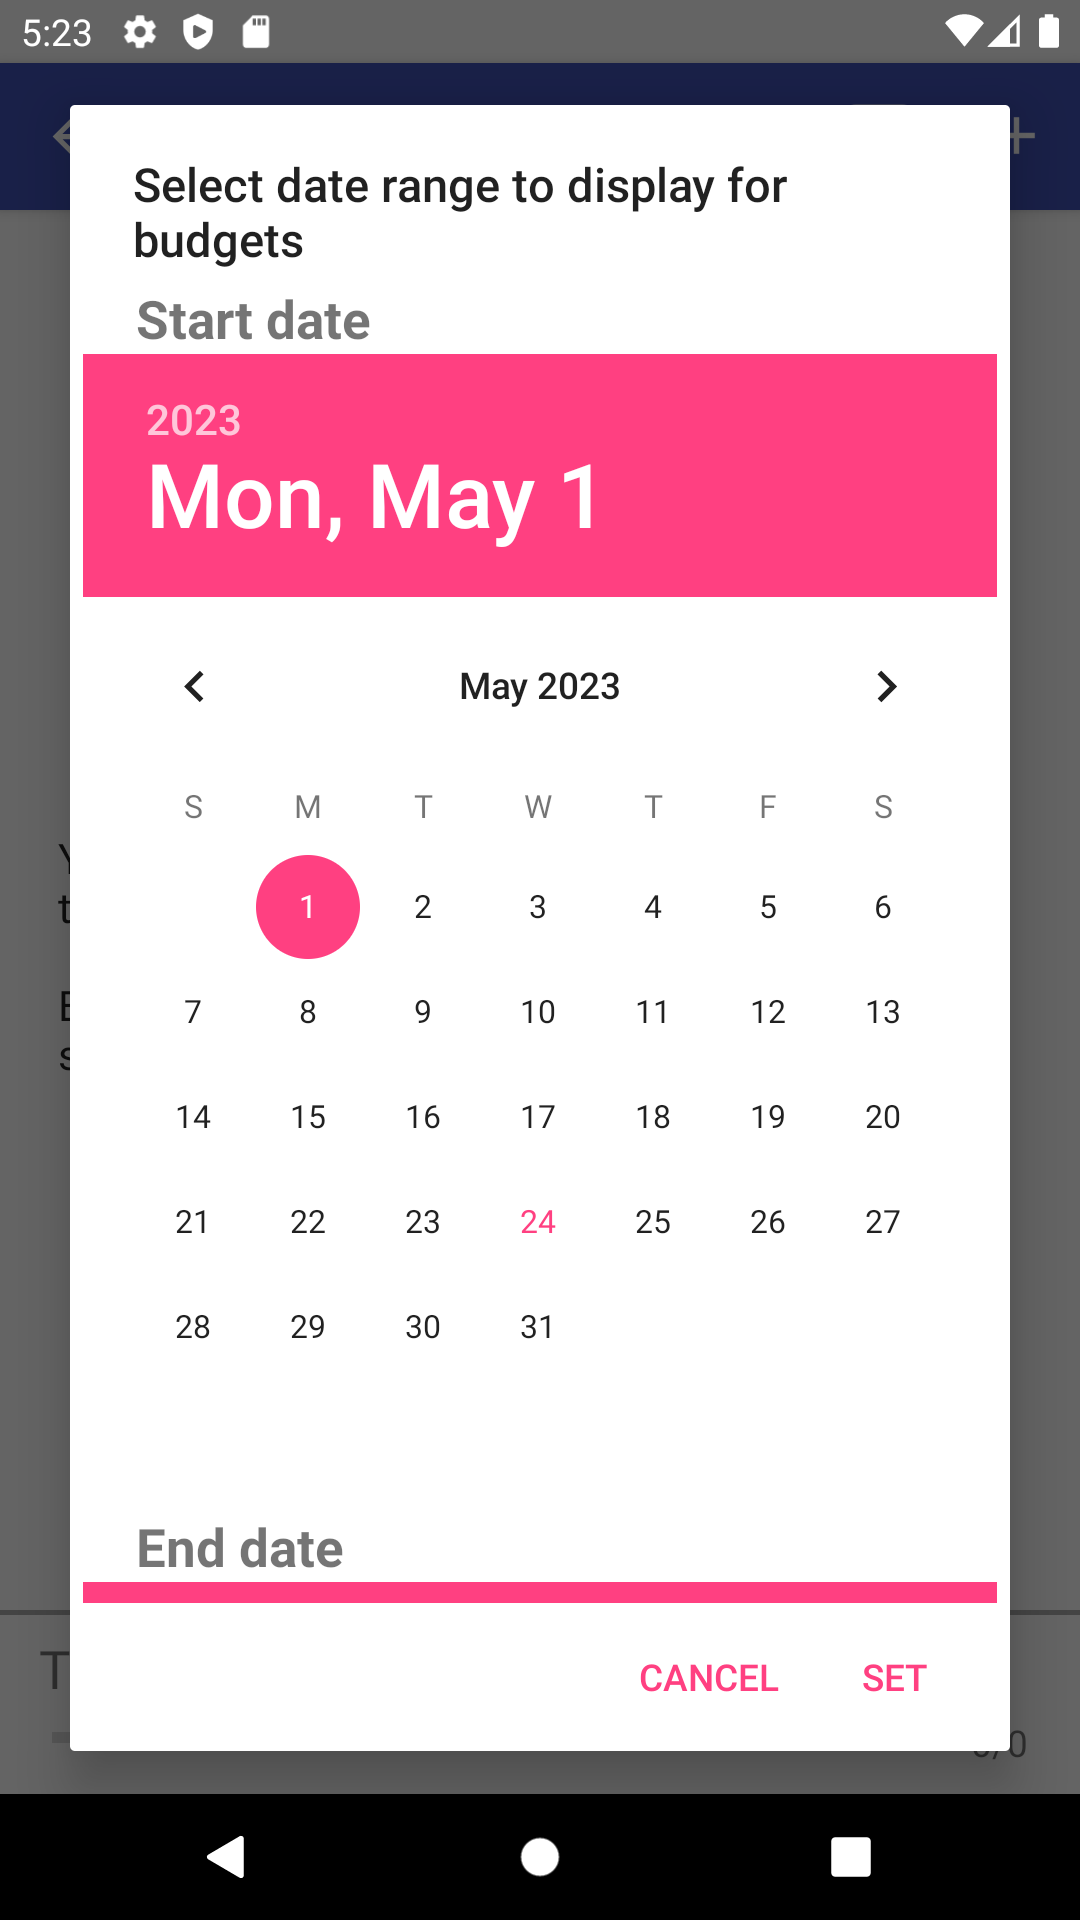 5:23
Select date range to display for
budgets
Start date
2023
Mon, May 1
May 2023
S M T W T F S
1 2 3 4 5 6
7 8 9 10 11 12 13
14 15 16 17 18 19 20
21 22 23 24 25 26 27
28 29 30 31
End date
CANCEL SET